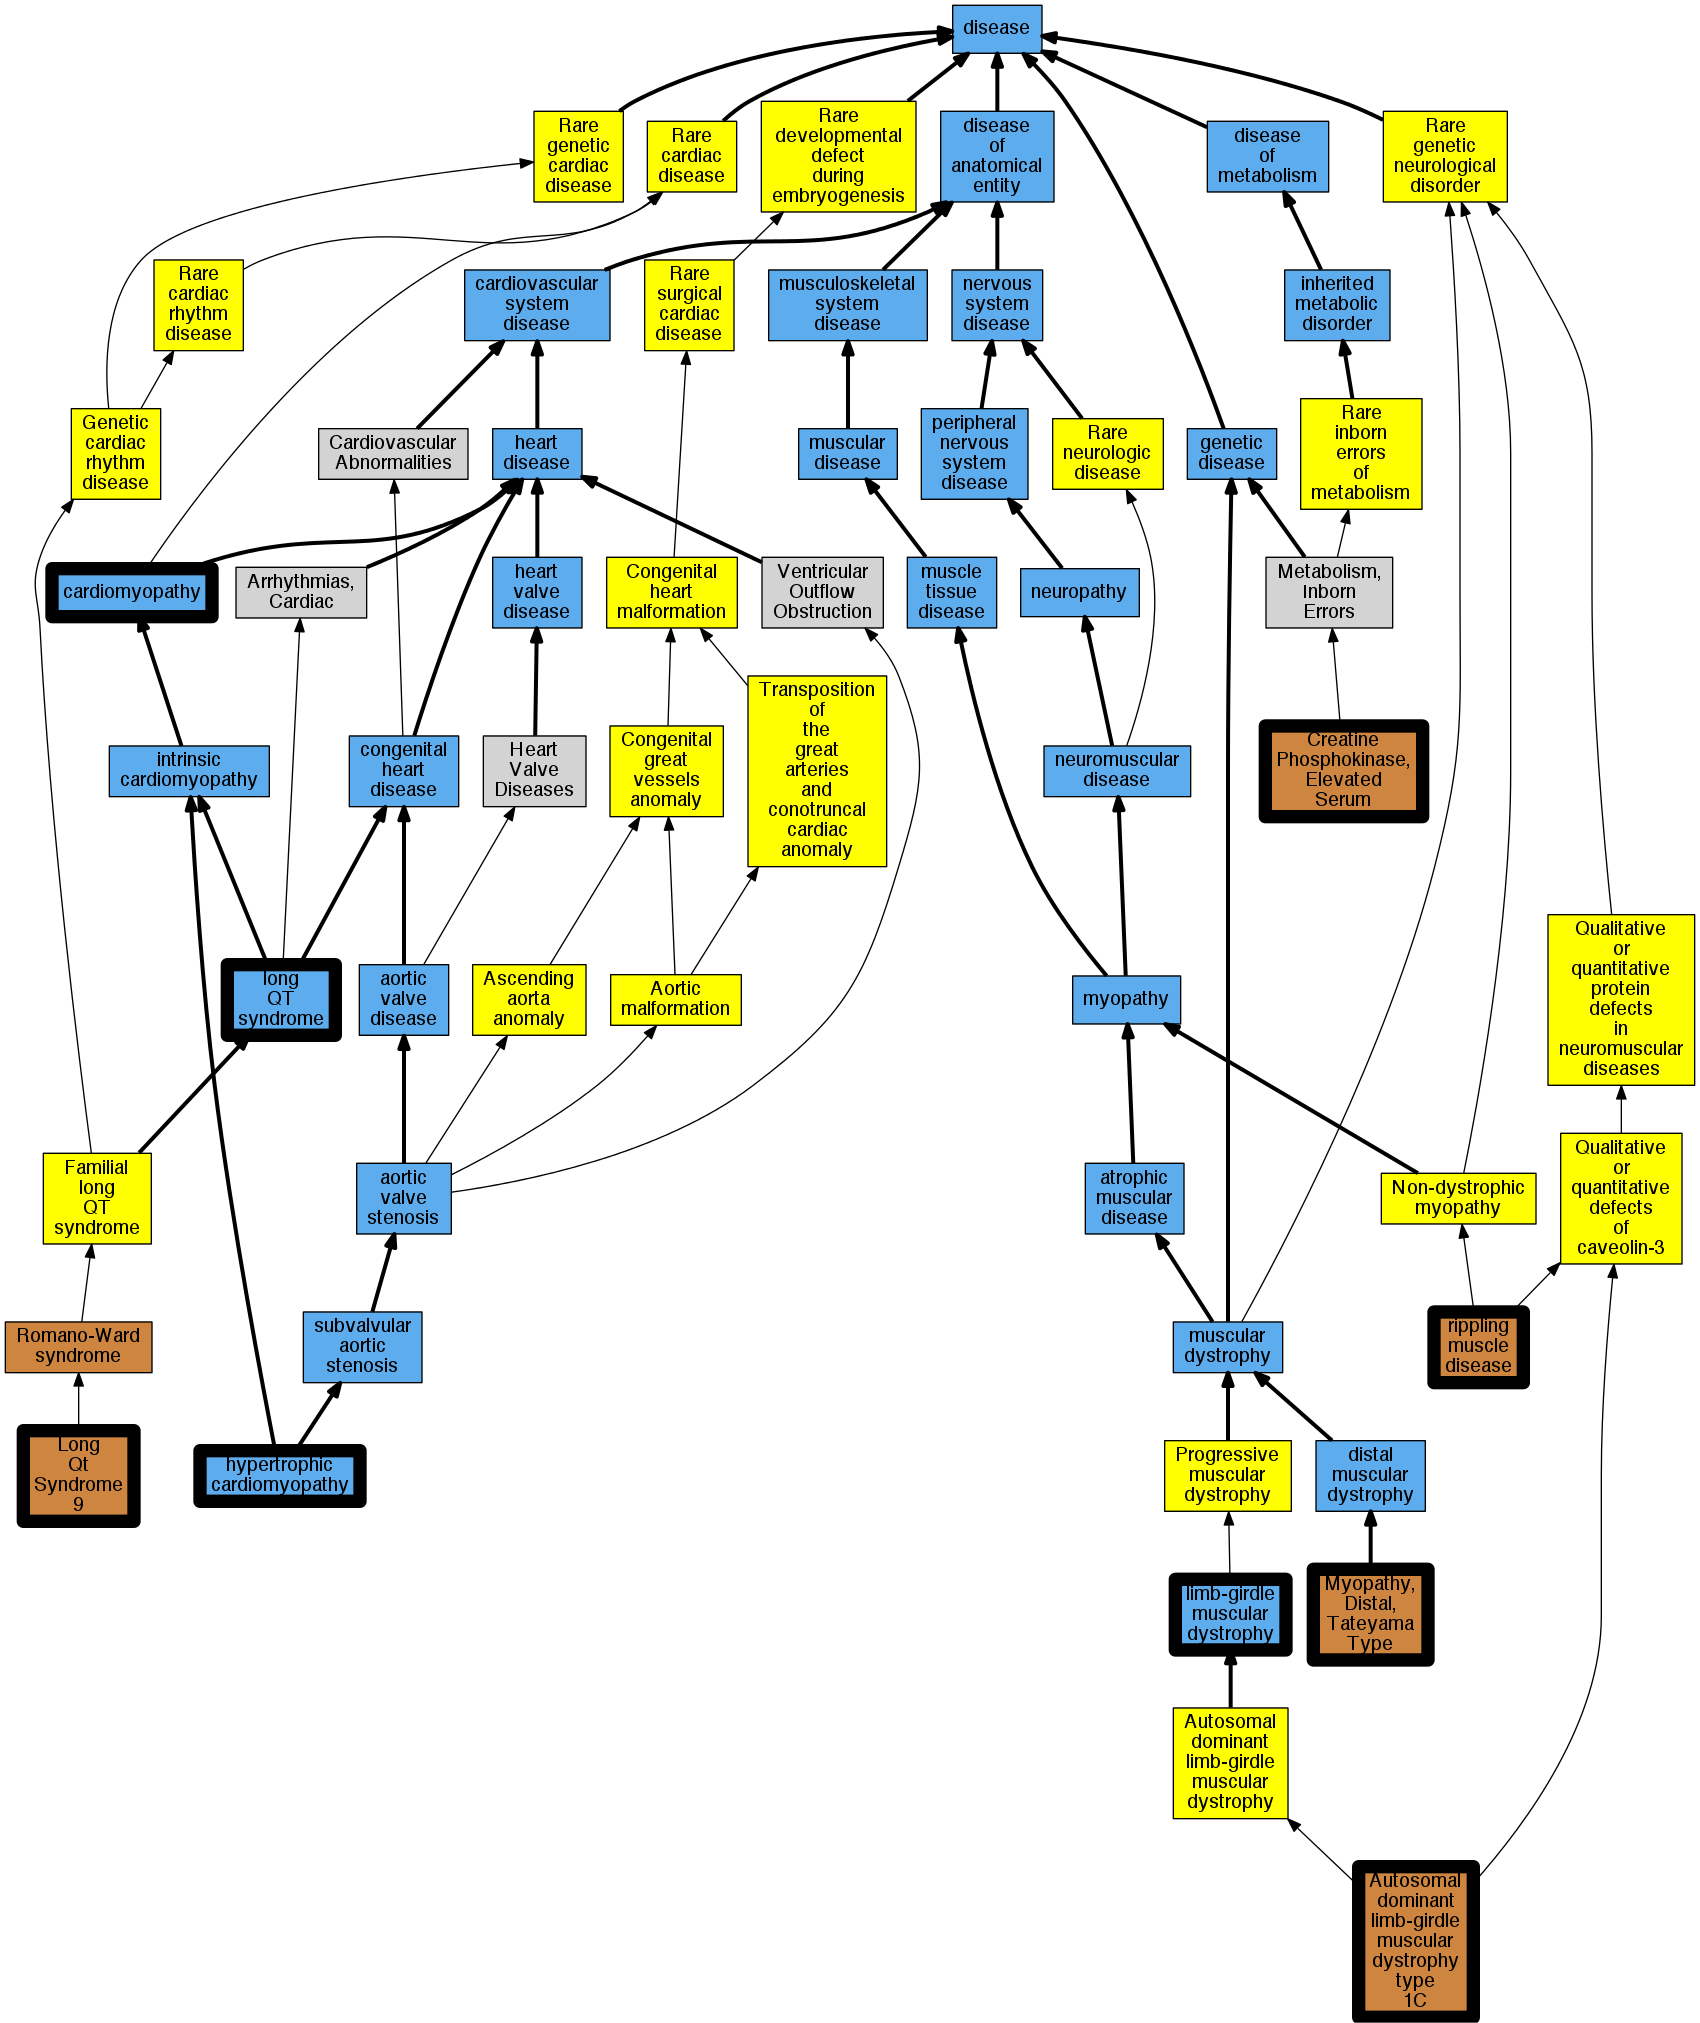 disease
Rare
genetic
cardiac
disease
Rare
cardiac
disease
Rare
developmental
defect
during
embryogenesis
disease
of
anatomical
entity
disease
of
metabolism
Rare
genetic
neurological
disorder
Rare
cardiac
rhythm
disease
cardiovascular
system
disease
Rare
surgical
cardiac
disease
musculoskeletal
system
disease
nervous
system
disease
inherited
metabolic
disorder
Genetic
cardiac
rhythm
disease
Cardiovascular
Abnormalities
heart
disease
muscular
disease
peripheral
nervous
system
disease
Rare
neurologic
disease
genetic
disease
Rare
inborn
errors
of
metabolism
cardiomyopathy
Arrhythmias,
Cardiac
heart
valve
disease
Congenital
heart
malformation
Ventricular
Outflow
Obstruction
muscle
tissue
disease
neuropathy
Metabolism,
Inborn
Errors
intrinsic
cardiomyopathy
congenital
heart
disease
Heart
Valve
Diseases
Congenital
great
vessels
anomaly
Transposition
of
the
great
arteries
and
conotruncal
cardiac
anomaly
neuromuscular
disease
Creatine
Phosphokinase,
Elevated
Serum
long
QT
syndrome
aortic
valve
disease
Ascending
aorta
anomaly
Aortic
malformation
myopathy
Qualitative
or
quantitative
protein
defects
in
neuromuscular
diseases
Familial
long
QT
syndrome
aortic
valve
stenosis
atrophic
muscular
disease
Non-dystrophic
myopathy
Qualitative
or
quantitative
defects
of
caveolin-3
Romano-Ward
syndrome
subvalvular
aortic
stenosis
muscular
dystrophy
rippling
muscle
disease
Long
Qt
Syndrome
9
hypertrophic
cardiomyopathy
Progressive
muscular
dystrophy
distal
muscular
dystrophy
limb-girdle
muscular
dystrophy
Myopathy,
Distal,
Tateyama
Type
Autosomal
dominant
limb-girdle
muscular
dystrophy
Autosomal
dominant
limb-girdle
muscular
dystrophy
type
1C